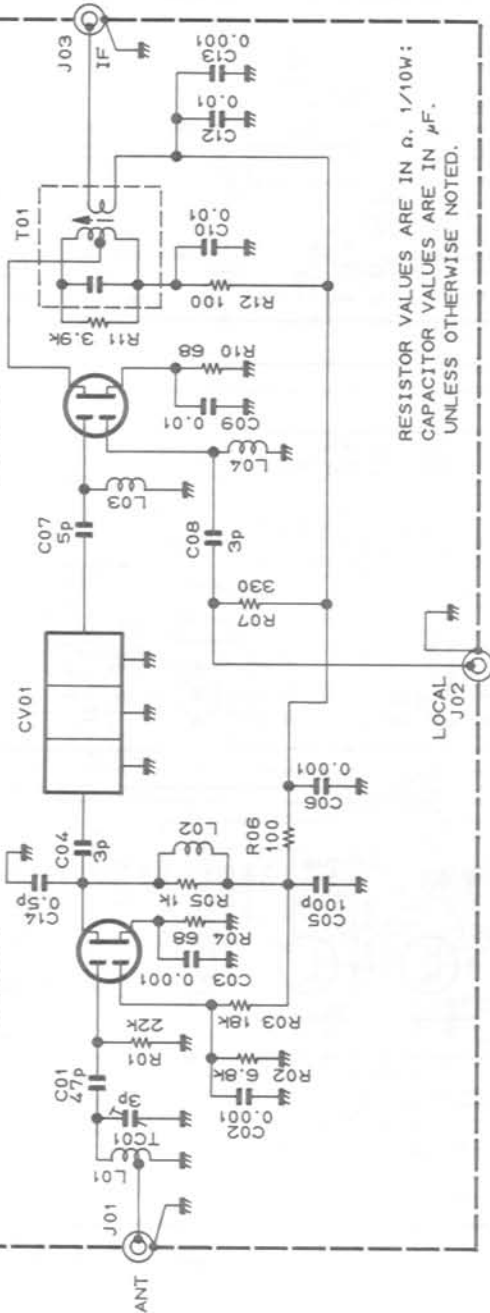 ANT
J01
L01
TC01
3p
C01
47p
R01
22k
C02
0.001
R02
6.8k
R03
18k
C03
0.001
R04
68
C14
0.5p
R05 1k
L02
C05
100p
C04
3p
R06
100
C06
0.001
CV01
LOCAL
J02
C07
5p
L03
R07
330
C08
3p
L04
C09 0.01
R10
68
R11
3.9k
T01
R12
100
C10
0.01
C12
0.01
C13
0.001
J03
IF
RESISTOR VALUES ARE IN Ω, 1/10W;
CAPACITOR VALUES ARE IN µF.
UNLESS OTHERWISE NOTED.